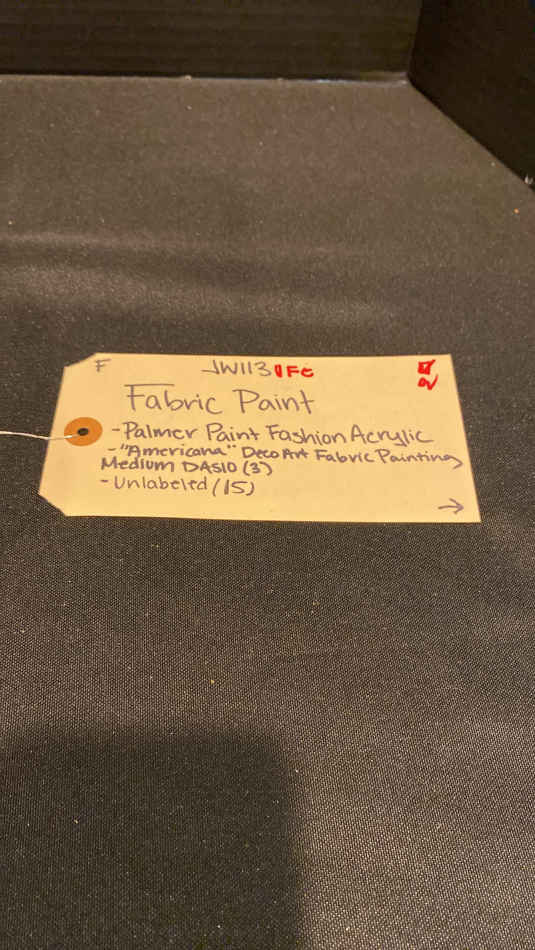 F
JW113 FC
Fabric Paint
- Palmer Paint Fashion Acrylic
- "Americana" DecoArt Fabric Painting
Medium DAS10 (3)
- Unlabeled (15)
→